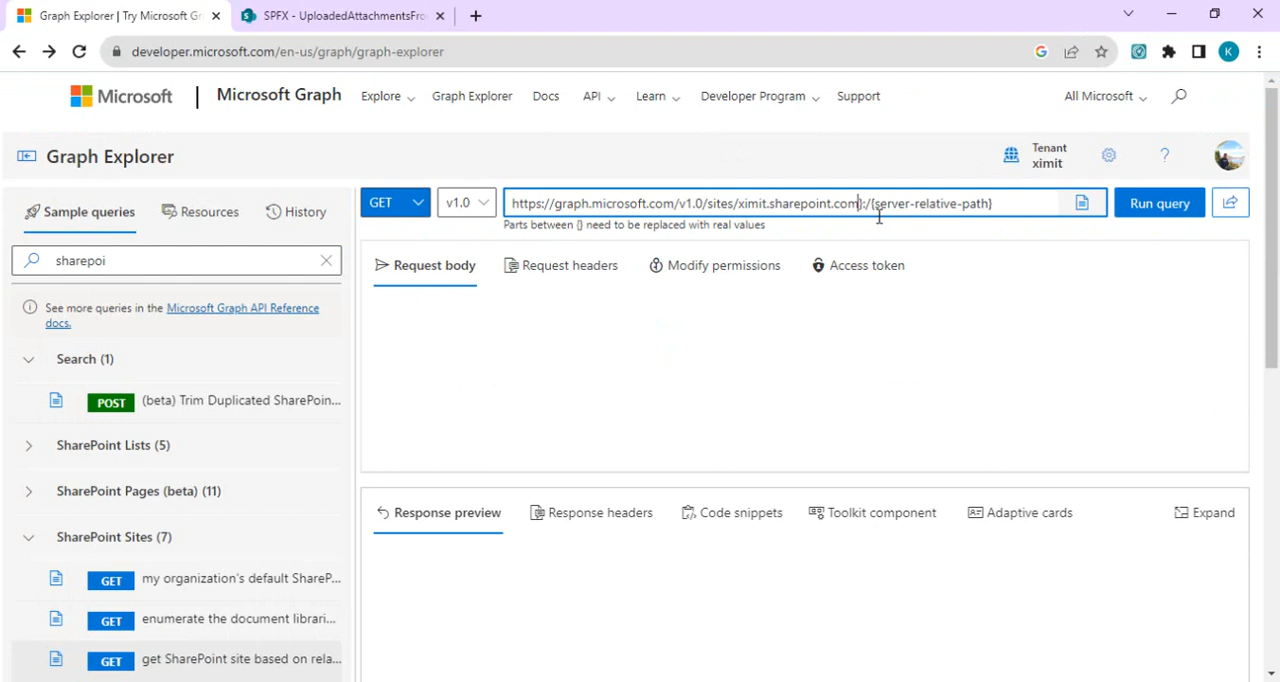 Graph Explorer | Try Microsoft Gr
SPFX - UploadedAttachmentsFro
developer.microsoft.com/en-us/graph/graph-explorer
K
Microsoft | Microsoft Graph Explore Graph Explorer Docs API Learn Developer Program Support All Microsoft
Graph Explorer
Tenant
ximit
?
Sample queries Resources History
GET v1.0 https://graph.microsoft.com/v1.0/sites/ximit.sharepoint.com}:/{server-relative-path} Run query
Parts between {} need to be replaced with real values
sharepoi
Request body Request headers Modify permissions Access token
See more queries in the Microsoft Graph API Reference
docs.
Search (1)
POST (beta) Trim Duplicated SharePoin...
SharePoint Lists (5)
SharePoint Pages (beta) (11)
SharePoint Sites (7)
GET my organization's default ShareP...
GET enumerate the document librari...
GET get SharePoint site based on rela...
Response preview Response headers Code snippets Toolkit component Adaptive cards Expand